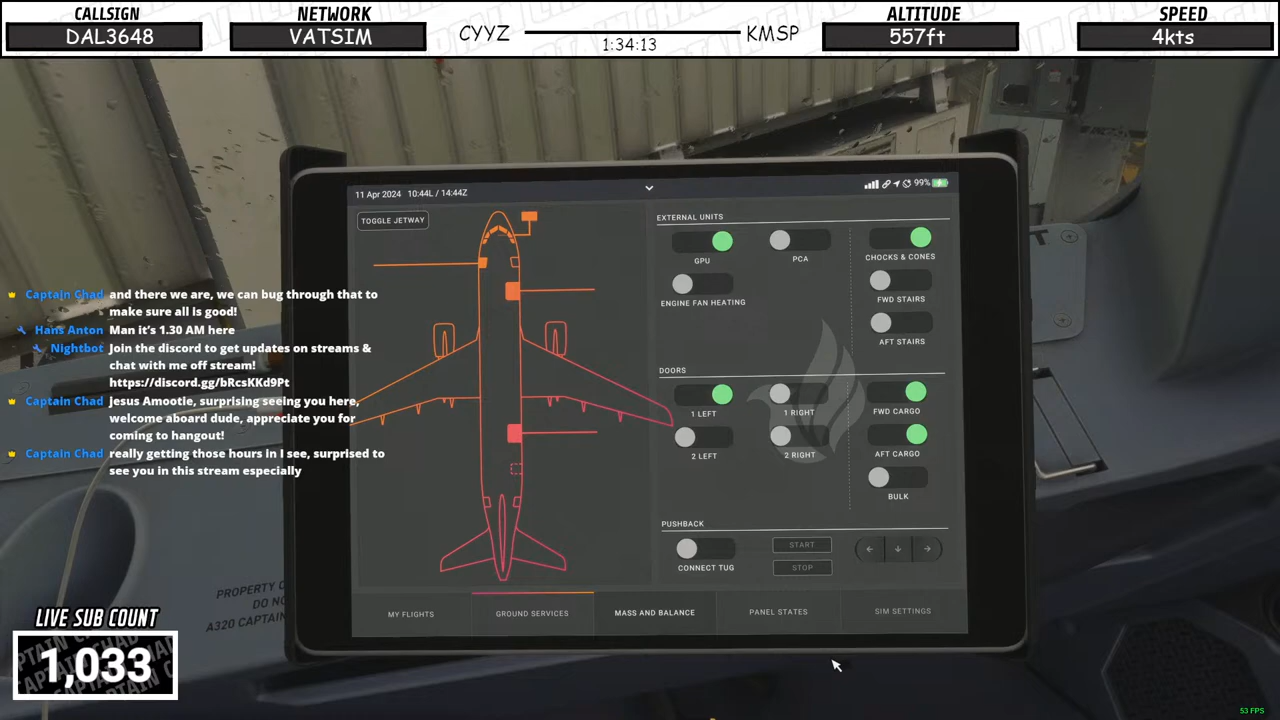 CALLSIGN
DAL3648
NETWORK
VATSIM
CYYZ
1:34:13
KMSP
ALTITUDE
557ft
SPEED
4kts
11 Apr 2024 10:44L / 14:44Z
99%
TOGGLE JETWAY
EXTERNAL UNITS
GPU
PCA
CHOCKS & CONES
ENGINE FAN HEATING
FWD STAIRS
AFT STAIRS
DOORS
1 LEFT
1 RIGHT
FWD CARGO
2 LEFT
2 RIGHT
AFT CARGO
BULK
PUSHBACK
CONNECT TUG
START
STOP
MY FLIGHTS
GROUND SERVICES
MASS AND BALANCE
PANEL STATES
SIM SETTINGS
Captain Chad and there we are, we can bug through that to
make sure all is good!
Hans Anton Man it's 1.30 AM here
Nightbot Join the discord to get updates on streams &
chat with me off stream!
https://discord.gg/bRcsKKd9Pt
Captain Chad Jesus Amootie, surprising seeing you here,
welcome aboard dude, appreciate you for
coming to hangout!
Captain Chad really getting those hours in I see, surprised to
see you in this stream especially
PROPERTY
DO NO
A320 CAPTAIN
LIVE SUB COUNT
1,033
53 FPS